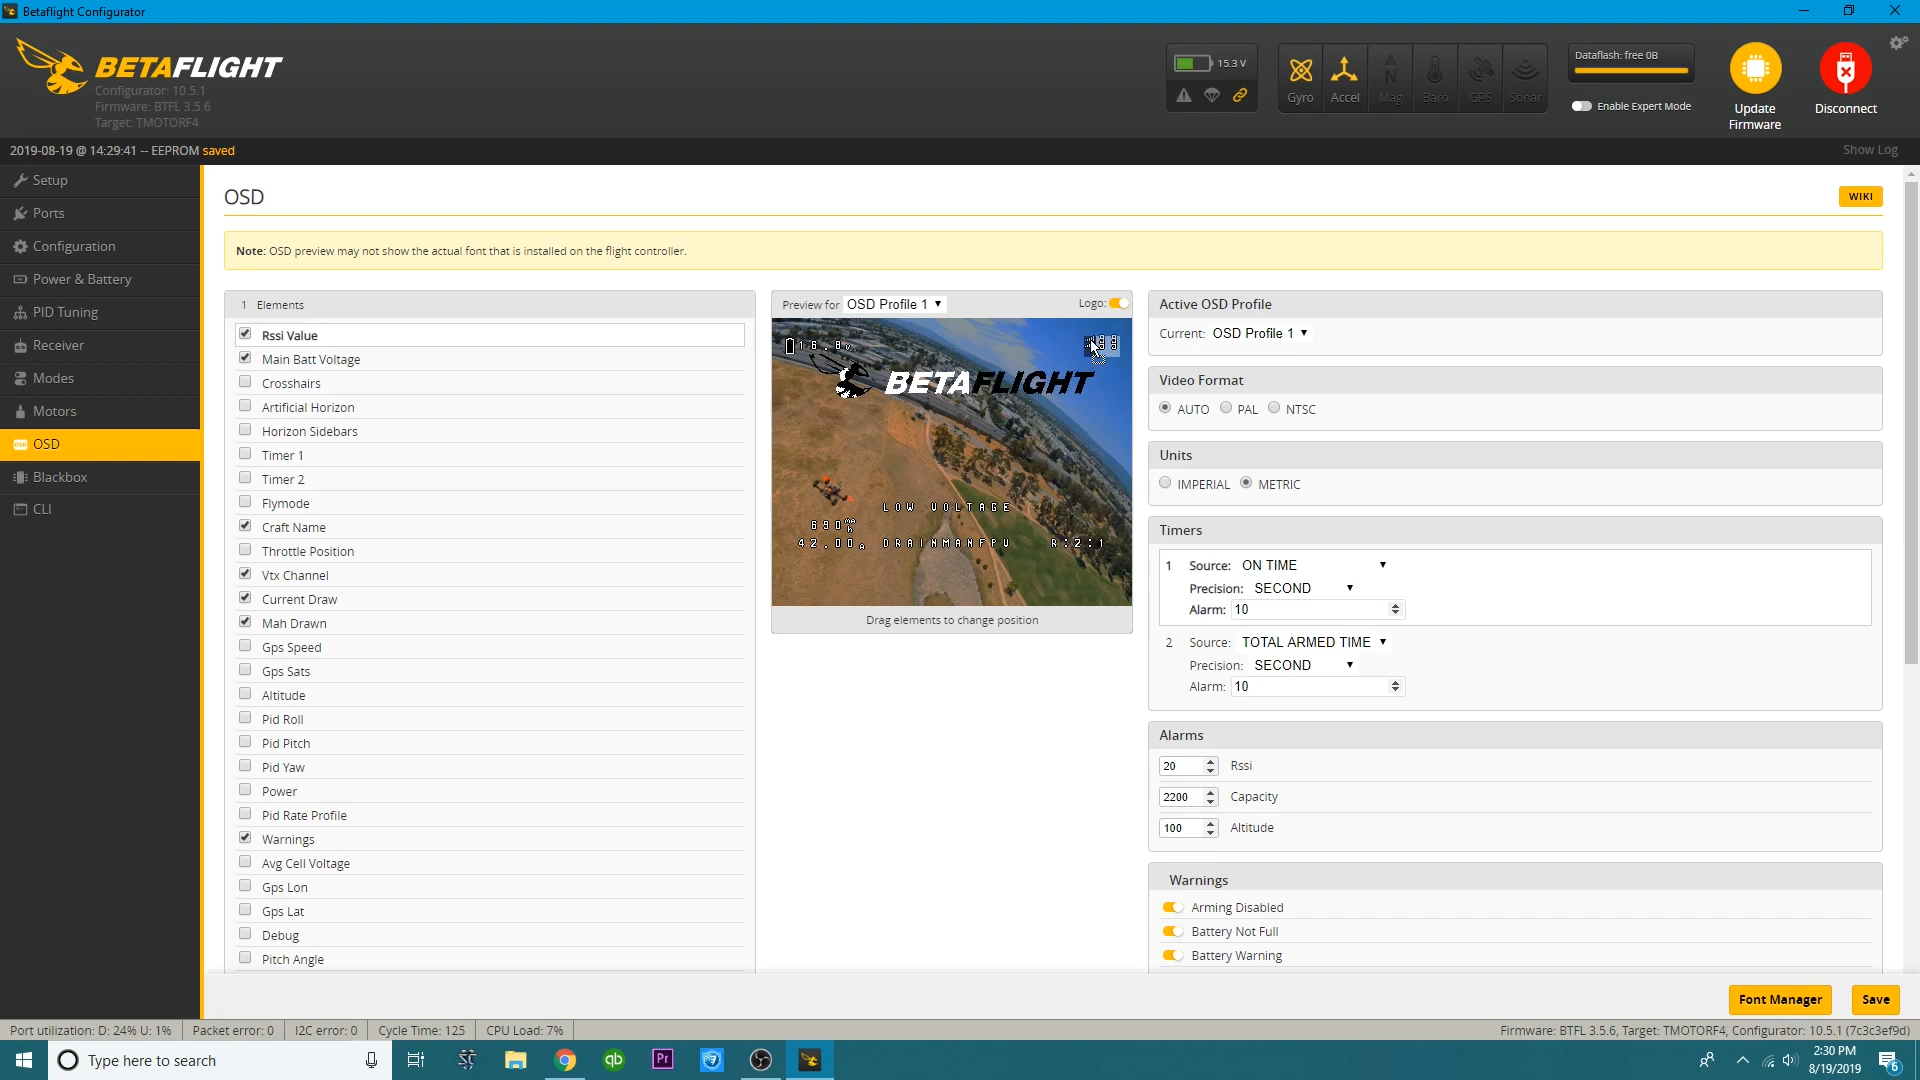 Betaflight Configurator
BETAFLIGHT
Configurator: 10.5.1
Firmware: BTFL 3.5.6
Target: TMOTORF4
15.3 V
Gyro Accel Mag Baro GPS Sonar
Dataflash: free 0B
Enable Expert Mode
Update
Firmware
Disconnect
2019-08-19 @ 14:29:41 -- EEPROM saved
Show Log
Setup
Ports
Configuration
Power & Battery
PID Tuning
Receiver
Modes
Motors
OSD
Blackbox
CLI
OSD
WIKI
Note: OSD preview may not show the actual font that is installed on the flight controller.
1 Elements
Rssi Value
Main Batt Voltage
Crosshairs
Artificial Horizon
Horizon Sidebars
Timer 1
Timer 2
Flymode
Craft Name
Throttle Position
Vtx Channel
Current Draw
Mah Drawn
Gps Speed
Gps Sats
Altitude
Pid Roll
Pid Pitch
Pid Yaw
Power
Pid Rate Profile
Warnings
Avg Cell Voltage
Gps Lon
Gps Lat
Debug
Pitch Angle
Preview for OSD Profile 1
Logo:
16.8V
BETAFLIGHT
LOW VOLTAGE
690mAh
42.00A DRAINMANFPV R:2:1
Drag elements to change position
Active OSD Profile
Current: OSD Profile 1
Video Format
AUTO PAL NTSC
Units
IMPERIAL METRIC
Timers
1 Source: ON TIME
Precision: SECOND
Alarm: 10
2 Source: TOTAL ARMED TIME
Precision: SECOND
Alarm: 10
Alarms
20 Rssi
2200 Capacity
100 Altitude
Warnings
Arming Disabled
Battery Not Full
Battery Warning
Font Manager
Save
Port utilization: D: 24% U: 1% Packet error: 0 I2C error: 0 Cycle Time: 125 CPU Load: 7%
Firmware: BTFL 3.5.6, Target: TMOTORF4, Configurator: 10.5.1 (7c3c3ef9d)
Type here to search
qb
Pr
2:30 PM
8/19/2019
6